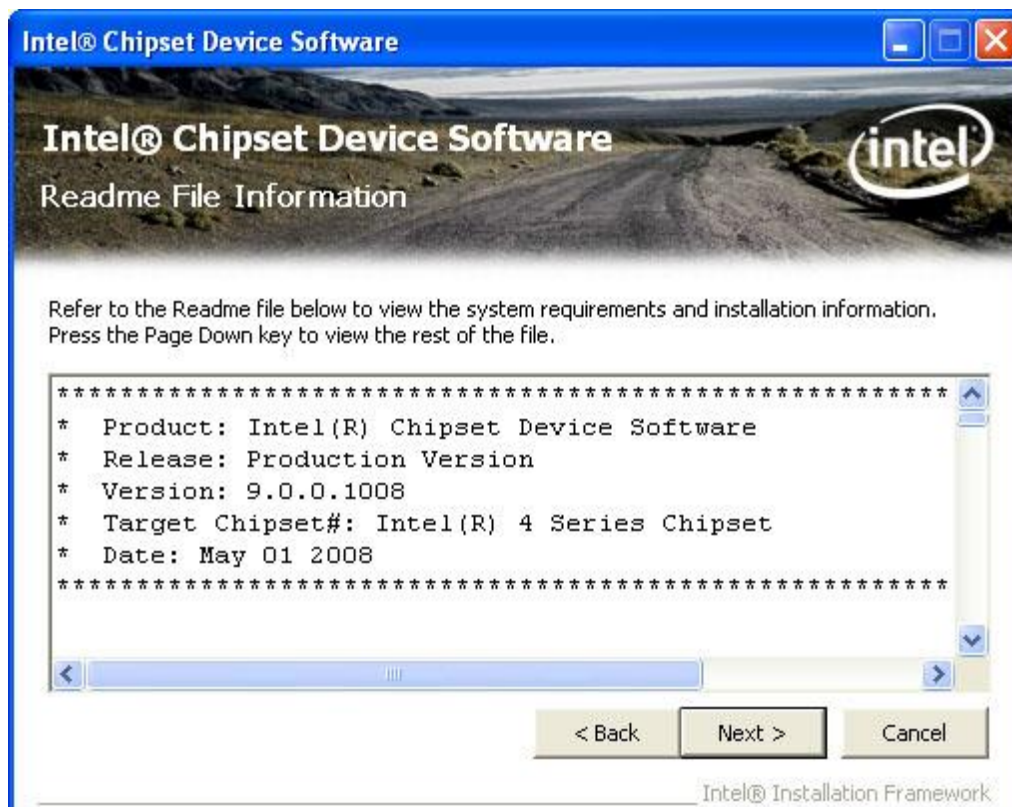 Intel® Chipset Device Software
Intel® Chipset Device Software
intel
Readme File Information
Refer to the Readme file below to view the system requirements and installation information.
Press the Page Down key to view the rest of the file.
********************************************************
* Product: Intel(R) Chipset Device Software
* Release: Production Version
* Version: 9.0.0.1008
* Target Chipset#: Intel(R) 4 Series Chipset
* Date: May 01 2008
********************************************************
< Back
Next >
Cancel
Intel® Installation Framework